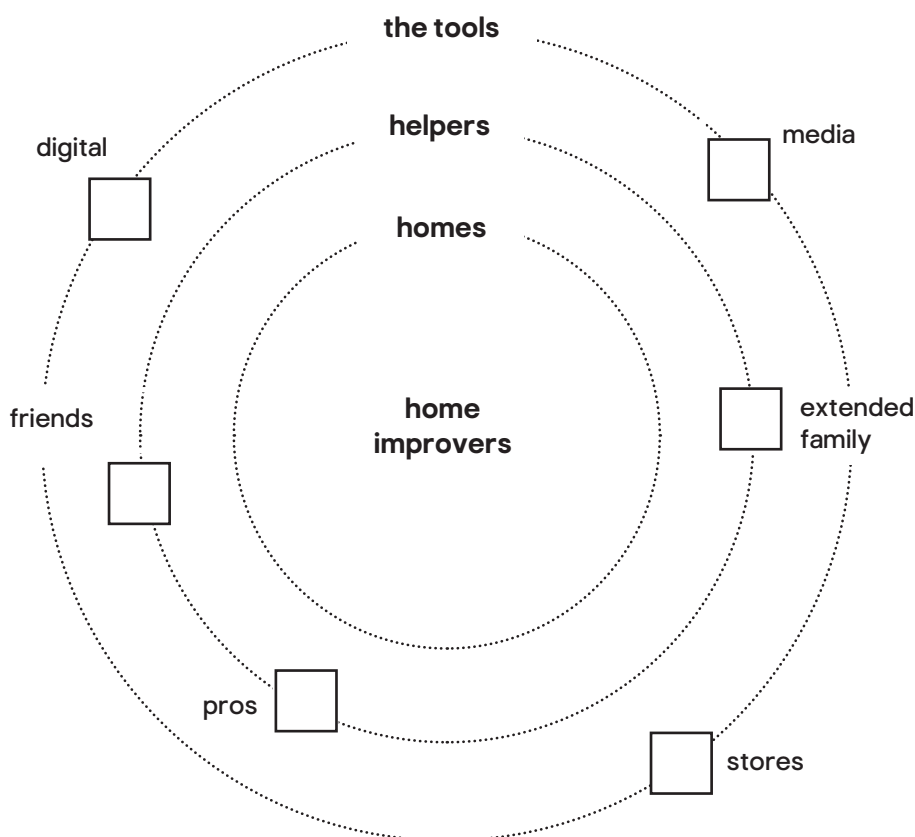 the tools
helpers
digital
media
homes
friends
home
improvers
extended
family
pros
stores